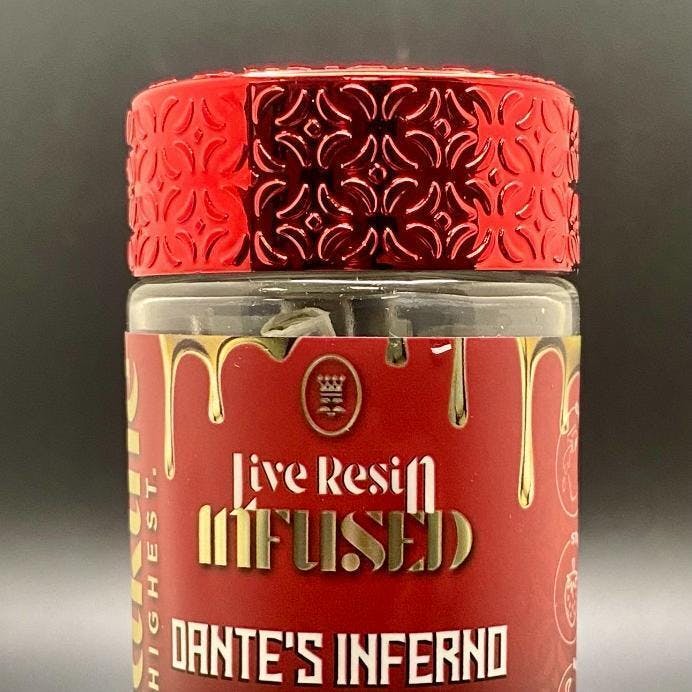 Live Resin
INFUSED
DANTE'S INFERNO
HIGHEST.